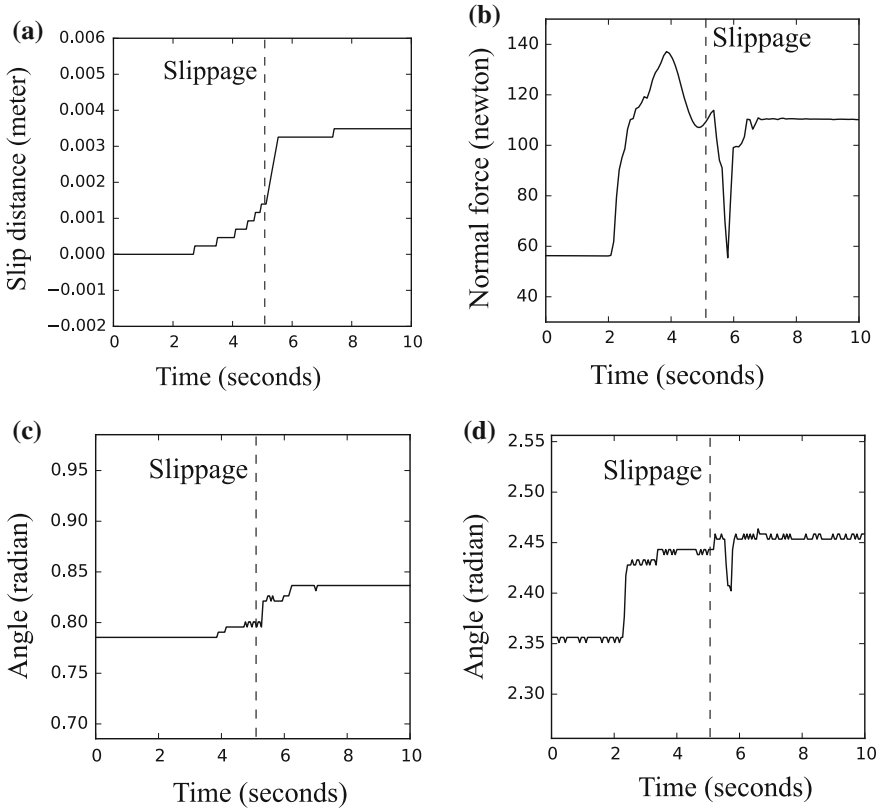 (a)
0.006
0.005
0.004
0.003
0.002
0.001
0.000
−0.001
−0.002
Slip distance (meter)
Slippage
0 2 4 6 8 10
Time (seconds)
(b)
140
120
100
80
60
40
Normal force (newton)
Slippage
0 2 4 6 8 10
Time (seconds)
(c)
0.95
0.90
0.85
0.80
0.75
0.70
Angle (radian)
Slippage
0 2 4 6 8 10
Time (seconds)
(d)
2.55
2.50
2.45
2.40
2.35
2.30
Angle (radian)
Slippage
0 2 4 6 8 10
Time (seconds)